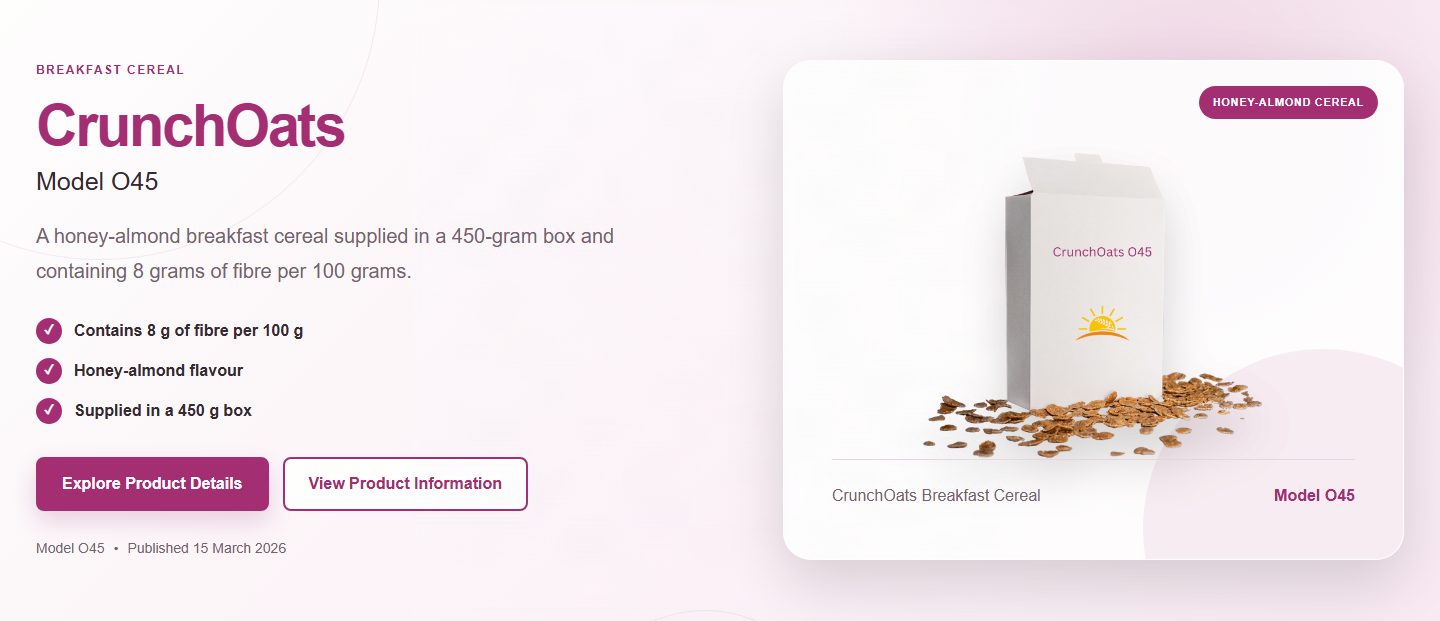 BREAKFAST CEREAL
CrunchOats
Model O45
A honey-almond breakfast cereal supplied in a 450-gram box and
containing 8 grams of fibre per 100 grams.
Contains 8 g of fibre per 100 g
Honey-almond flavour
Supplied in a 450 g box
Explore Product Details
View Product Information
Model O45 • Published 15 March 2026
HONEY-ALMOND CEREAL
CrunchOats O45
CrunchOats Breakfast Cereal
Model O45